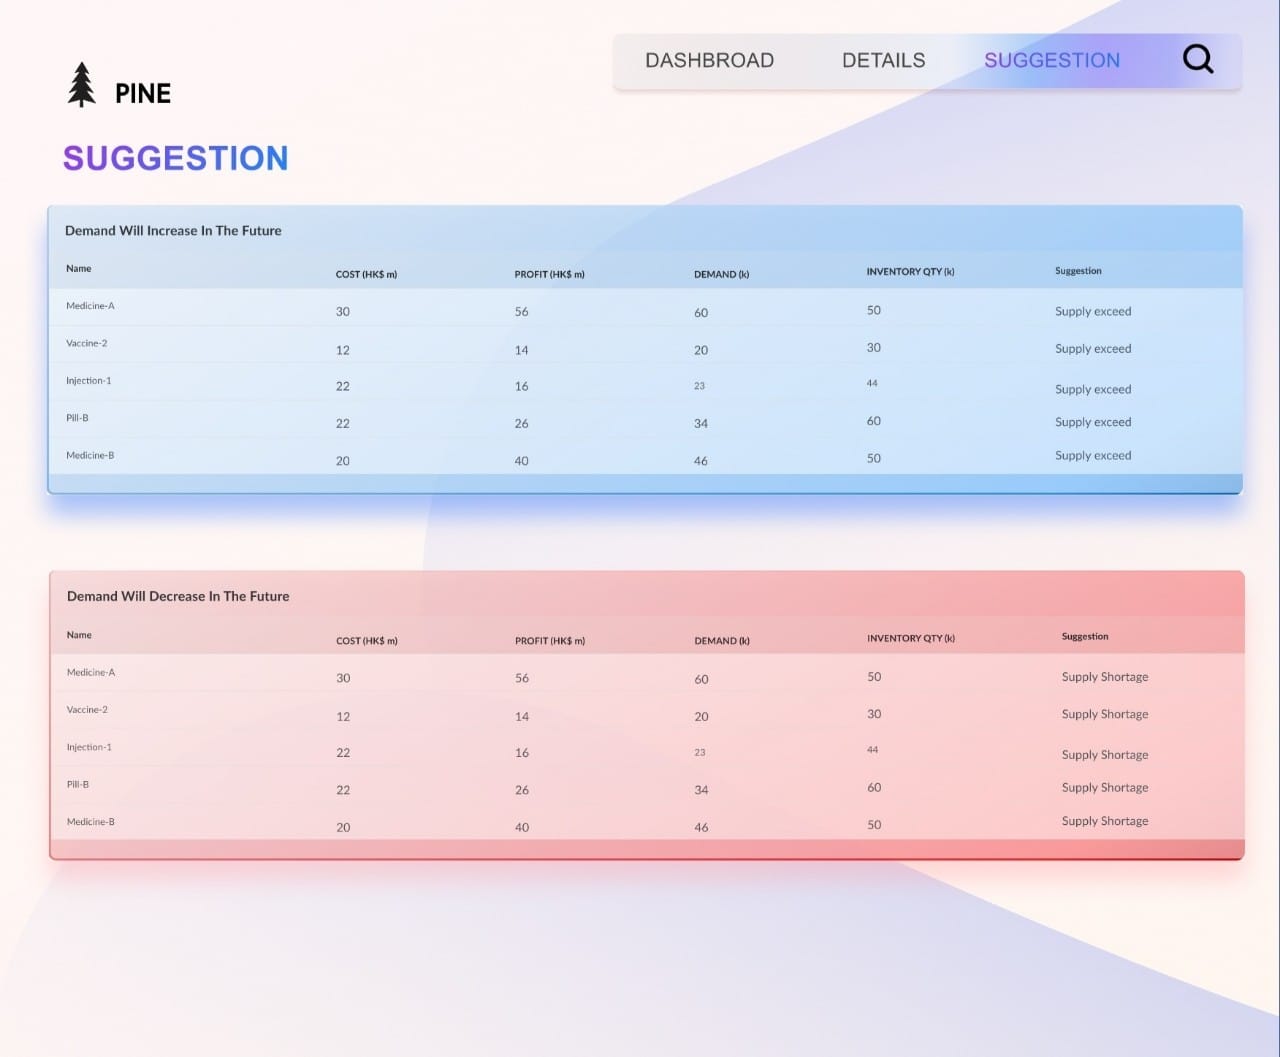 DASHBROAD DETAILS SUGGESTION
PINE
SUGGESTION
Demand Will Increase In The Future
Name COST (HK$ m) PROFIT (HK$ m) DEMAND (k) INVENTORY QTY (k) Suggestion
Medicine-A 30 56 60 50 Supply exceed
Vaccine-2 12 14 20 30 Supply exceed
Injection-1 22 16 23 44 Supply exceed
Pill-B 22 26 34 60 Supply exceed
Medicine-B 20 40 46 50 Supply exceed
Demand Will Decrease In The Future
Name COST (HK$ m) PROFIT (HK$ m) DEMAND (k) INVENTORY QTY (k) Suggestion
Medicine-A 30 56 60 50 Supply Shortage
Vaccine-2 12 14 20 30 Supply Shortage
Injection-1 22 16 23 44 Supply Shortage
Pill-B 22 26 34 60 Supply Shortage
Medicine-B 20 40 46 50 Supply Shortage